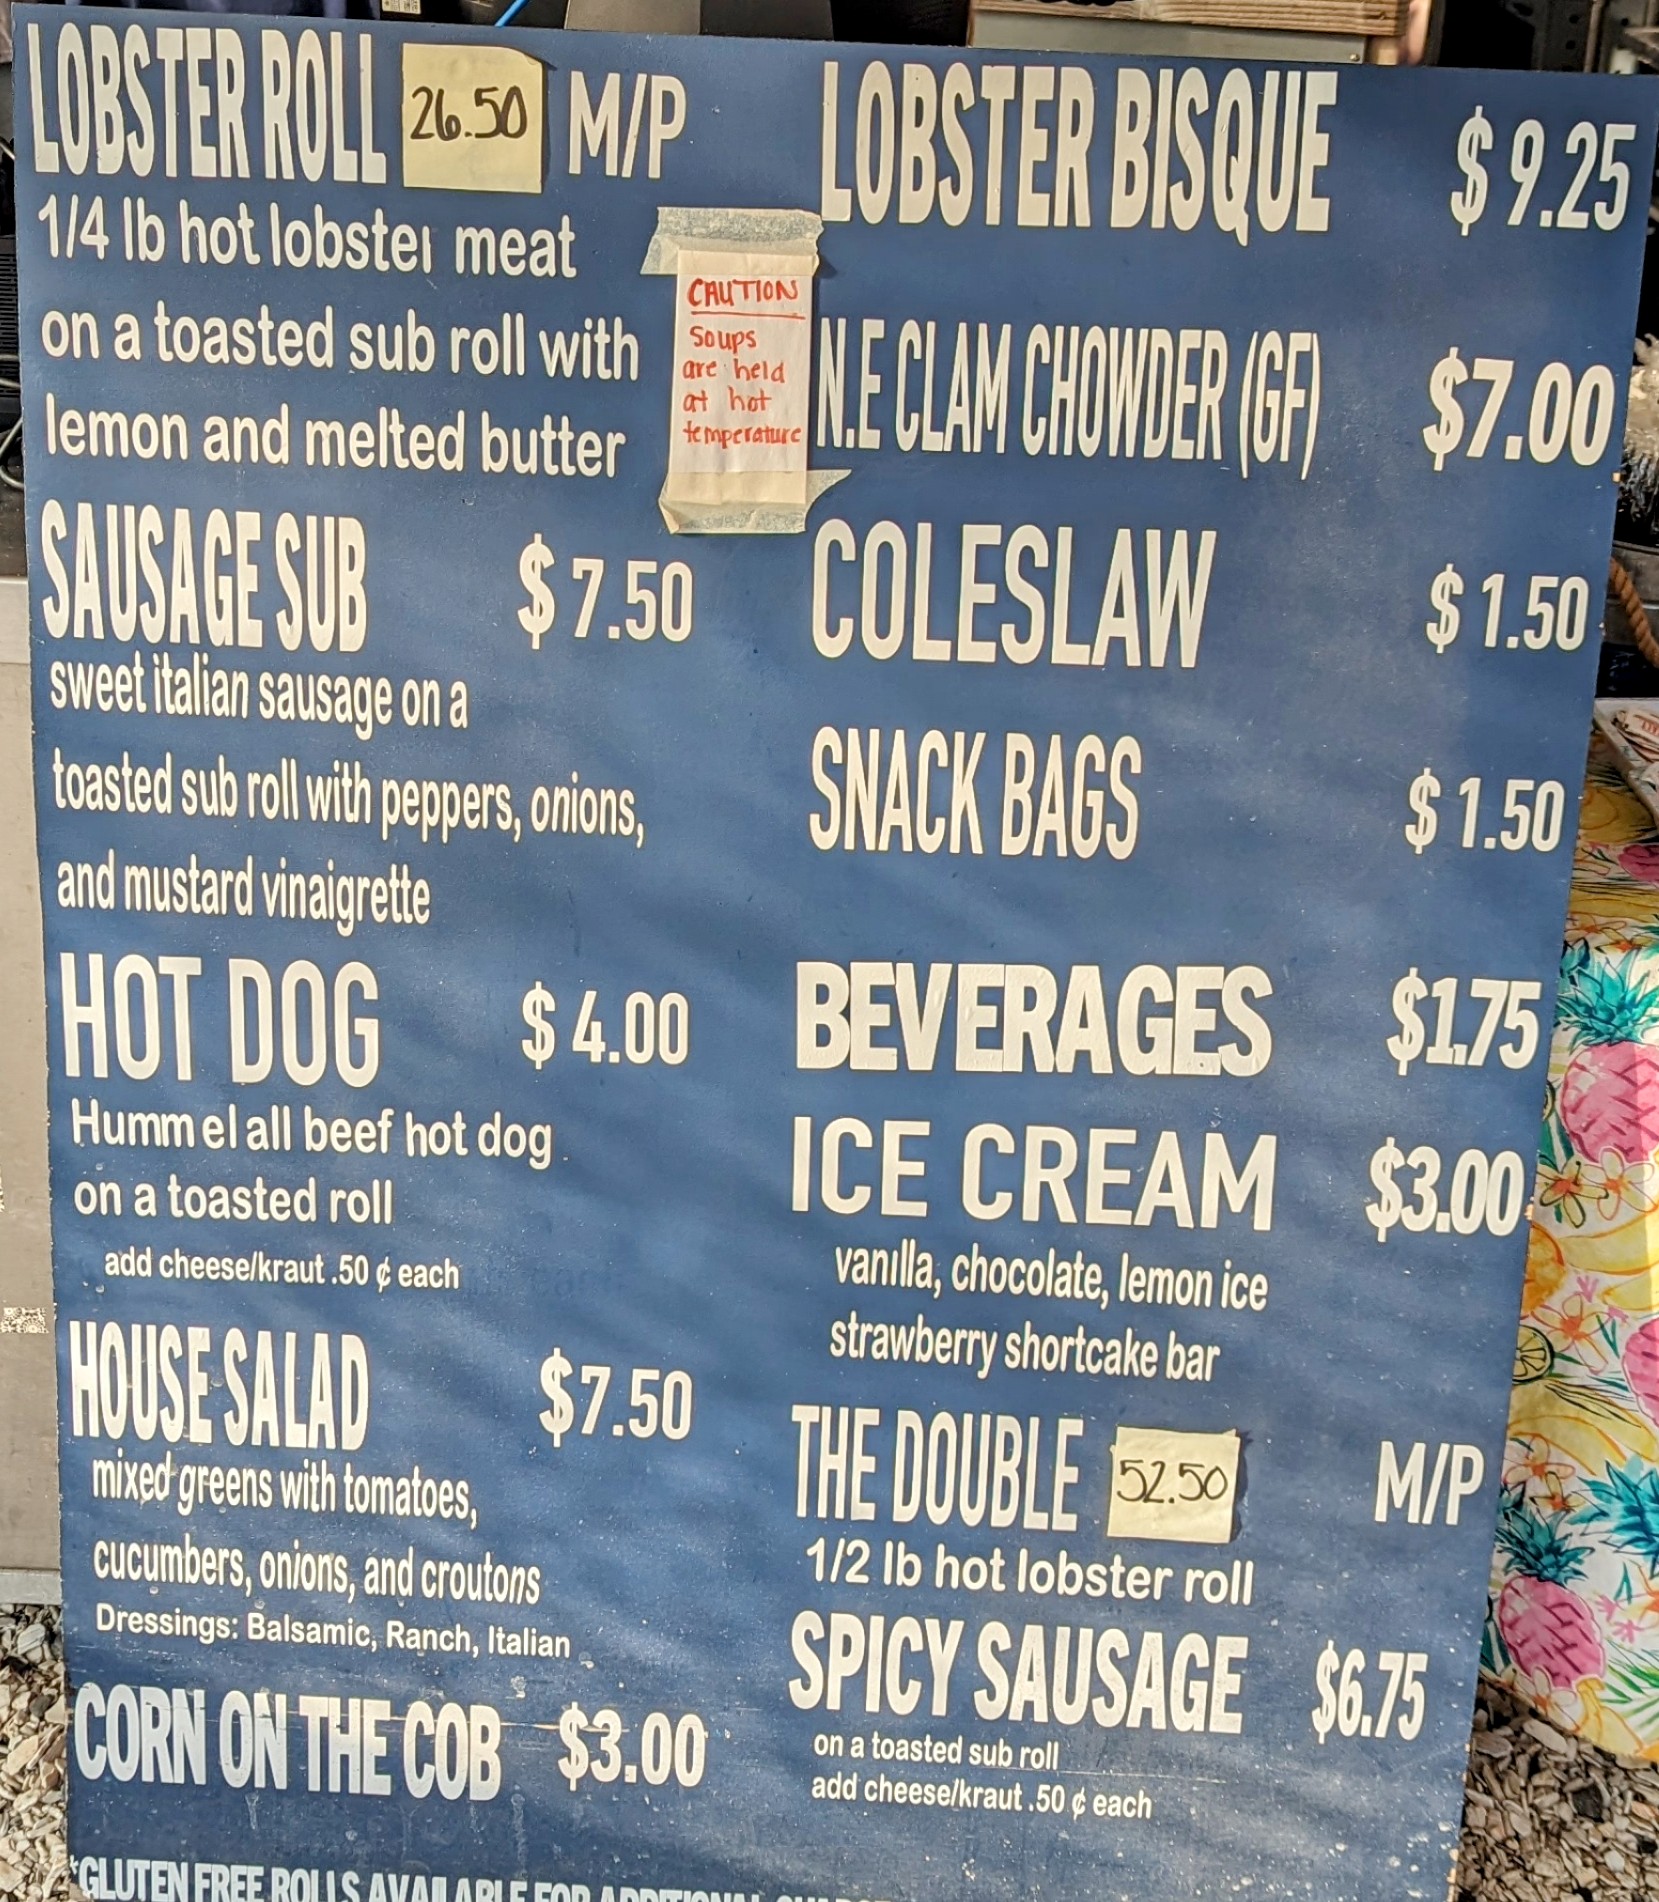 LOBSTER ROLL 26.50 M/P
1/4 lb hot lobster meat
on a toasted sub roll with
lemon and melted butter
SAUSAGE SUB $7.50
sweet italian sausage on a
toasted sub roll with peppers, onions,
and mustard vinaigrette
HOT DOG $4.00
Hummel all beef hot dog
on a toasted roll
add cheese/kraut .50 ¢ each
HOUSE SALAD $7.50
mixed greens with tomatoes,
cucumbers, onions, and croutons
Dressings: Balsamic, Ranch, Italian
CORN ON THE COB $3.00
CAUTION
Soups
are held
at hot
temperature
LOBSTER BISQUE $9.25
N.E CLAM CHOWDER (GF) $7.00
COLESLAW $1.50
SNACK BAGS $1.50
BEVERAGES $1.75
ICE CREAM $3.00
vanilla, chocolate, lemon ice
strawberry shortcake bar
THE DOUBLE 52.50 M/P
1/2 lb hot lobster roll
SPICY SAUSAGE $6.75
on a toasted sub roll
add cheese/kraut .50 ¢ each
*GLUTEN FREE ROLLS AVAILABLE FOR ADDITIONAL